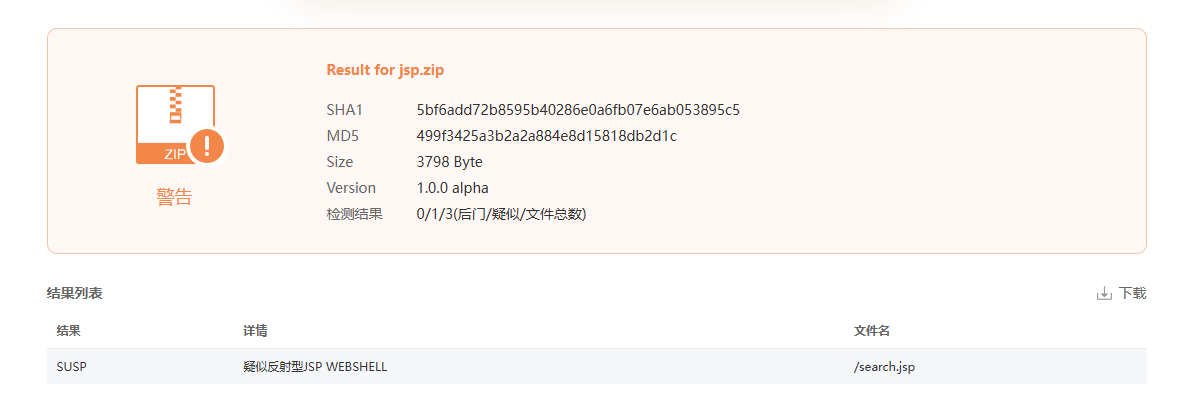 Result for jsp.zip
SHA1 5bf6add72b8595b40286e0a6fb07e6ab053895c5
MD5 499f3425a3b2a2a884e8d15818db2d1c
Size 3798 Byte
ZIP
Version 1.0.0 alpha
警告
检测结果 0/1/3(后门/疑似/文件总数)
结果列表 下载
结果 详情 文件名
SUSP 疑似反射型JSP WEBSHELL /search.jsp